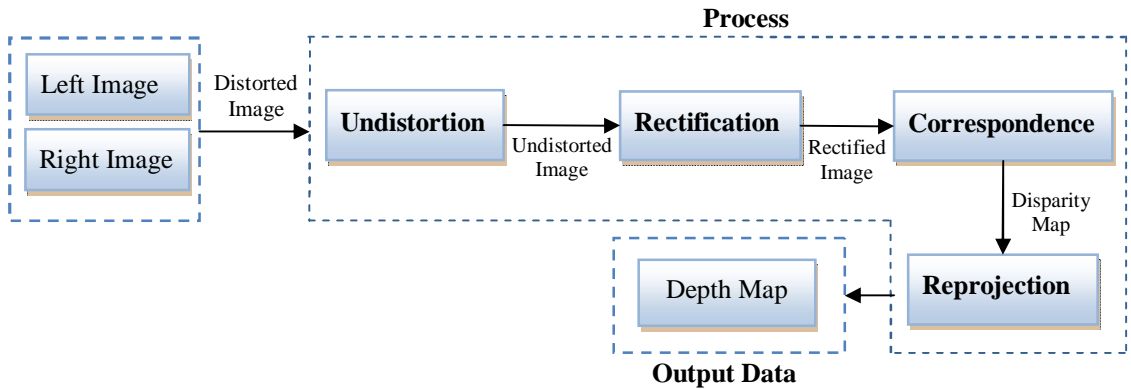 Process
Left Image
Right Image
Distorted
Image
Undistortion
Undistorted
Image
Rectification
Rectified
Image
Correspondence
Disparity
Map
Reprojection
Depth Map
Output Data